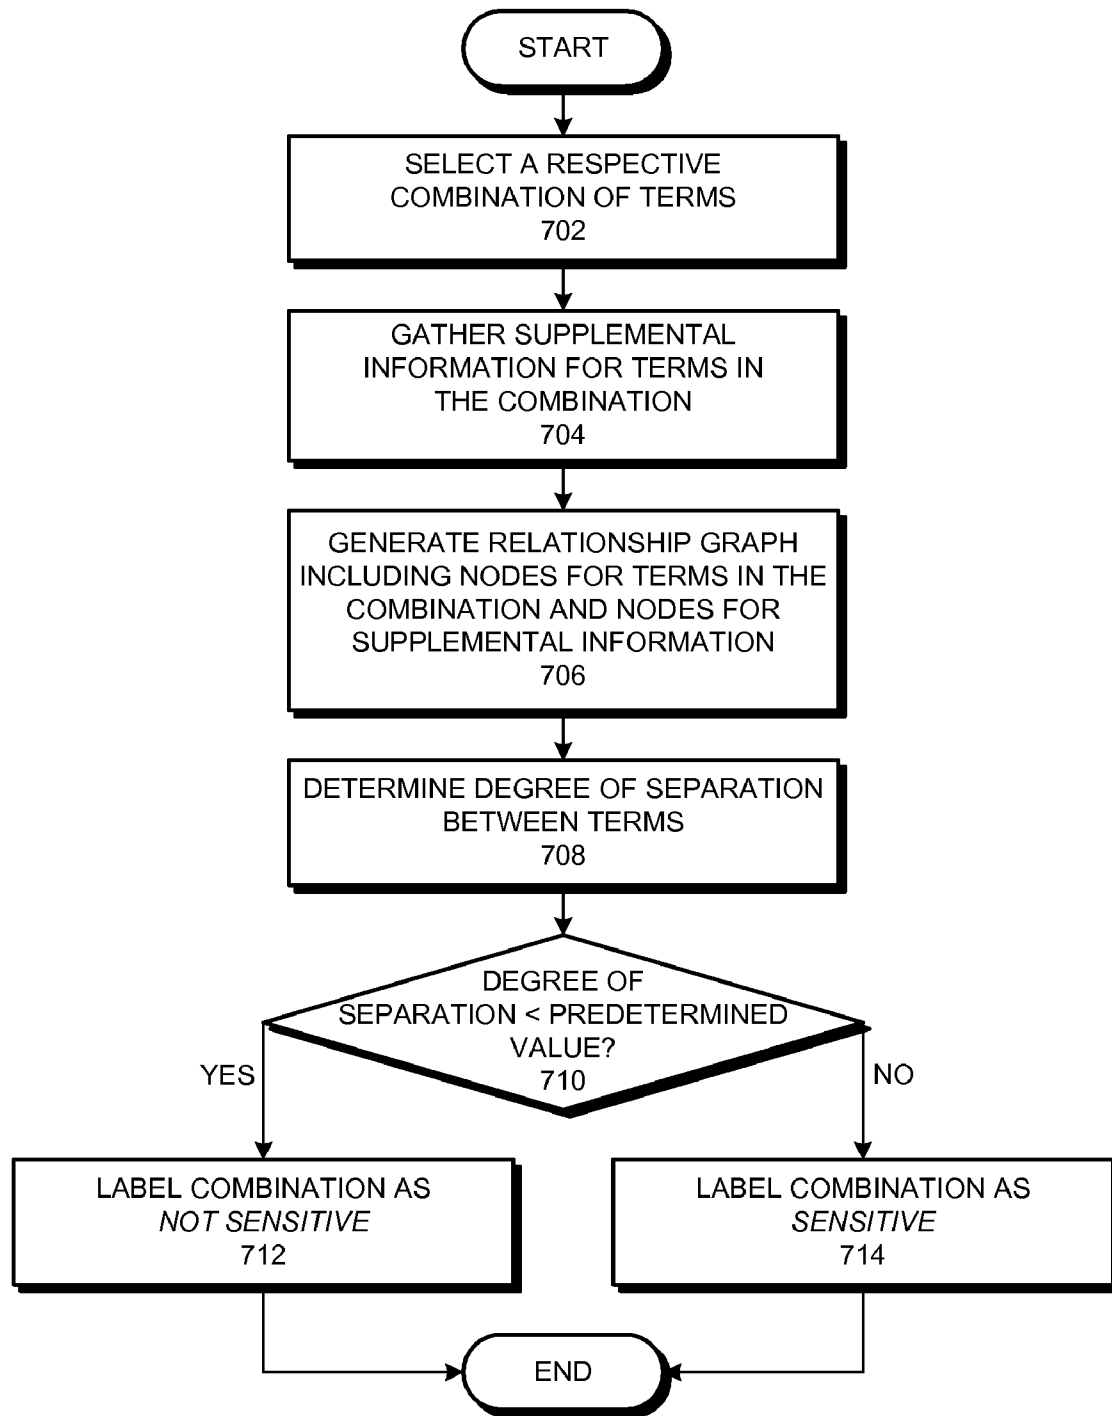 START
SELECT A RESPECTIVE
COMBINATION OF TERMS
702
GATHER SUPPLEMENTAL
INFORMATION FOR TERMS IN
THE COMBINATION
704
GENERATE RELATIONSHIP GRAPH
INCLUDING NODES FOR TERMS IN THE
COMBINATION AND NODES FOR
SUPPLEMENTAL INFORMATION
706
DETERMINE DEGREE OF SEPARATION
BETWEEN TERMS
708
DEGREE OF
SEPARATION < PREDETERMINED
VALUE?
710
YES
NO
LABEL COMBINATION AS
NOT SENSITIVE
712
LABEL COMBINATION AS
SENSITIVE
714
END